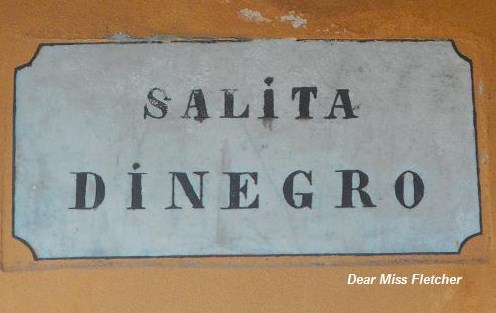 SALiTA
DiNEGRO
Dear Miss Fletcher